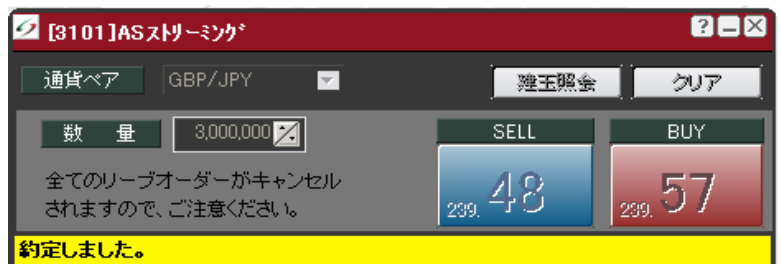 [3101]ASｽﾄﾘｰﾐﾝｸﾞ
通貨ペア GBP/JPY 建玉照会 クリア
数 量 3,000,000 SELL BUY
全てのリーブオーダーがキャンセル
されますので、ご注意ください。
239. 48 239. 57
約定しました。